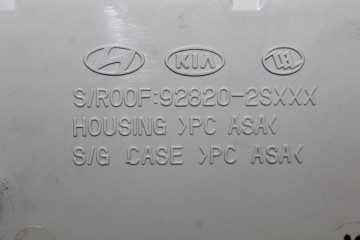 KIA
S/ROOF:92820-2SXXX
HOUSING >PC ASA<
S/G CASE >PC ASA<